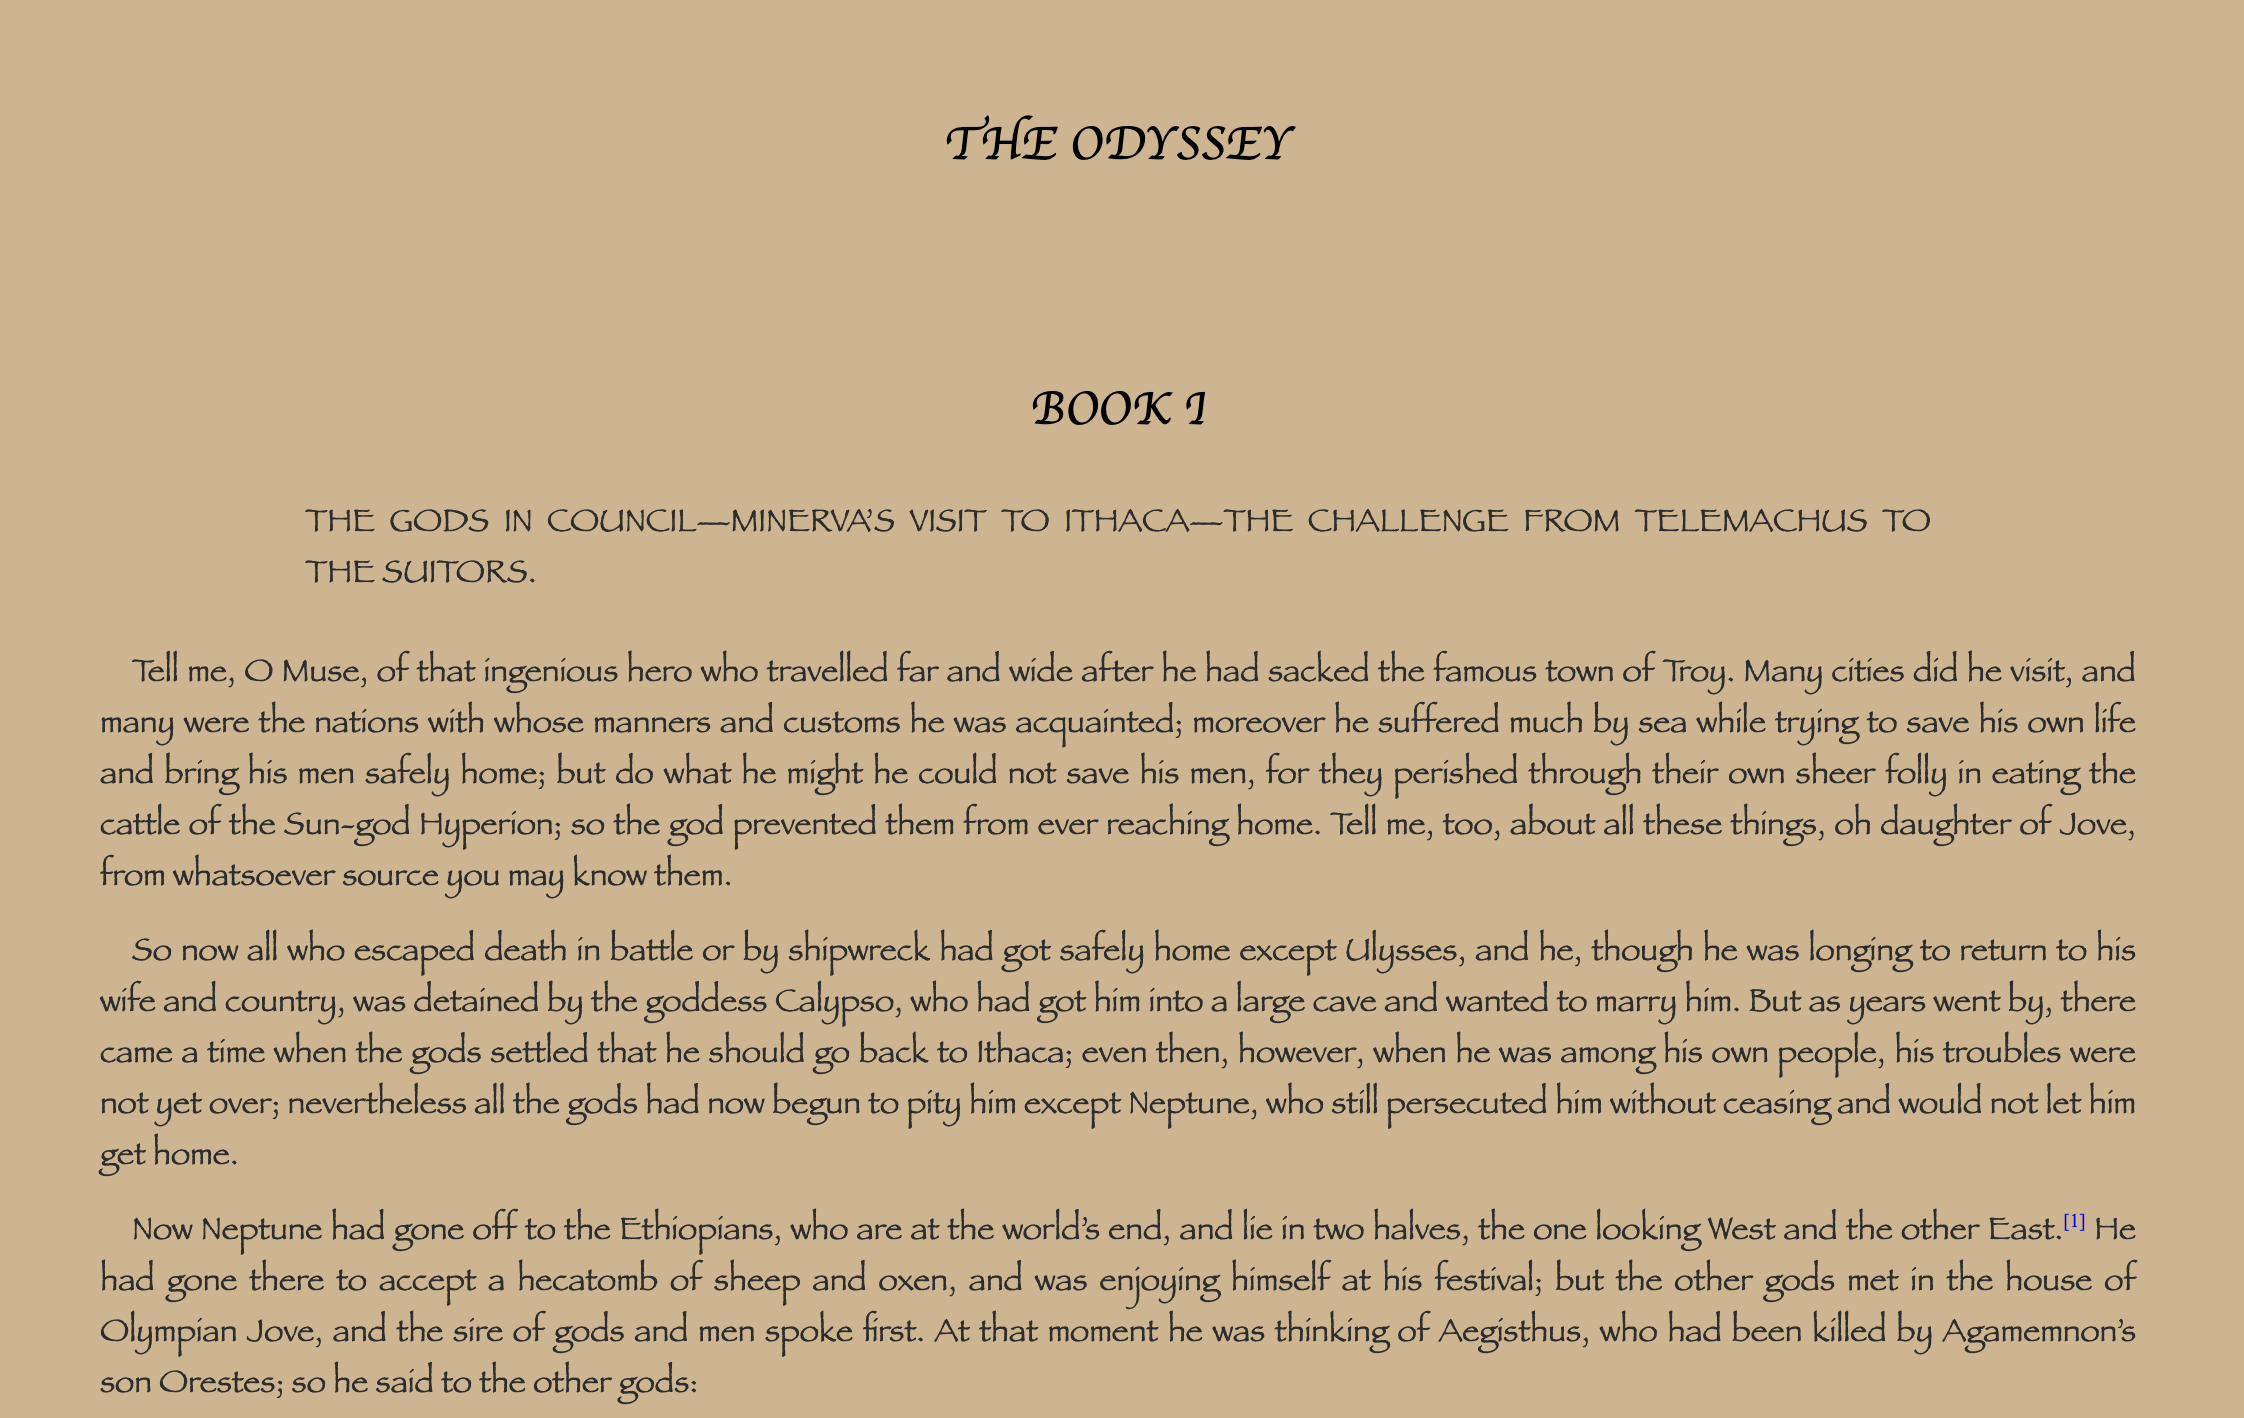 THE ODYSSEY
BOOK I
THE GODS IN COUNCIL—MINERVA’S VISIT TO ITHACA—THE CHALLENGE FROM TELEMACHUS TO
THE SUITORS.
Tell me, O Muse, of that ingenious hero who travelled far and wide after he had sacked the famous town of Troy. Many cities did he visit, and
many were the nations with whose manners and customs he was acquainted; moreover he suffered much by sea while trying to save his own life
and bring his men safely home; but do what he might he could not save his men, for they perished through their own sheer folly in eating the
cattle of the Sun-god Hyperion; so the god prevented them from ever reaching home. Tell me, too, about all these things, oh daughter of Jove,
from whatsoever source you may know them.
So now all who escaped death in battle or by shipwreck had got safely home except Ulysses, and he, though he was longing to return to his
wife and country, was detained by the goddess Calypso, who had got him into a large cave and wanted to marry him. But as years went by, there
came a time when the gods settled that he should go back to Ithaca; even then, however, when he was among his own people, his troubles were
not yet over; nevertheless all the gods had now begun to pity him except Neptune, who still persecuted him without ceasing and would not let him
get home.
Now Neptune had gone off to the Ethiopians, who are at the world’s end, and lie in two halves, the one looking West and the other East.[1] He
had gone there to accept a hecatomb of sheep and oxen, and was enjoying himself at his festival; but the other gods met in the house of
Olympian Jove, and the sire of gods and men spoke first. At that moment he was thinking of Aegisthus, who had been killed by Agamemnon’s
son Orestes; so he said to the other gods: